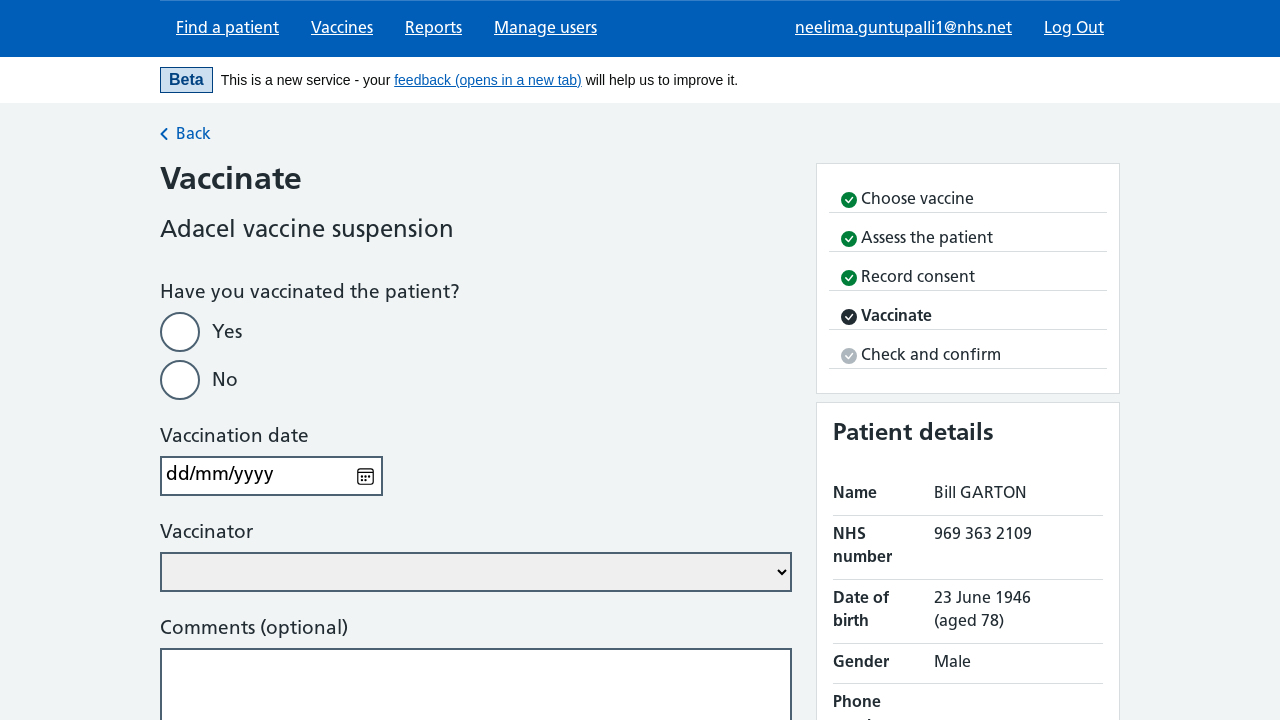 Find a patient Vaccines Reports Manage users neelima.guntupalli1@nhs.net Log Out
Beta This is a new service - your feedback (opens in a new tab) will help us to improve it.
Back
Vaccinate
Adacel vaccine suspension
Have you vaccinated the patient?
Yes
No
Vaccination date
dd/mm/yyyy
Vaccinator
Comments (optional)
Choose vaccine
Assess the patient
Record consent
Vaccinate
Check and confirm
Patient details
Name Bill GARTON
NHS number 969 363 2109
Date of birth 23 June 1946 (aged 78)
Gender Male
Phone